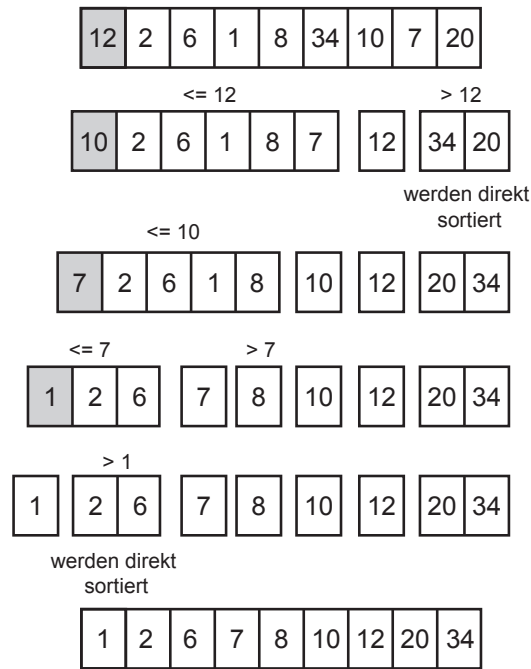 12 2 6 1 8 34 10 7 20
<= 12 > 12
10 2 6 1 8 7 12 34 20
werden direkt
sortiert
<= 10
7 2 6 1 8 10 12 20 34
<= 7 > 7
1 2 6 7 8 10 12 20 34
> 1
1 2 6 7 8 10 12 20 34
werden direkt
sortiert
1 2 6 7 8 10 12 20 34